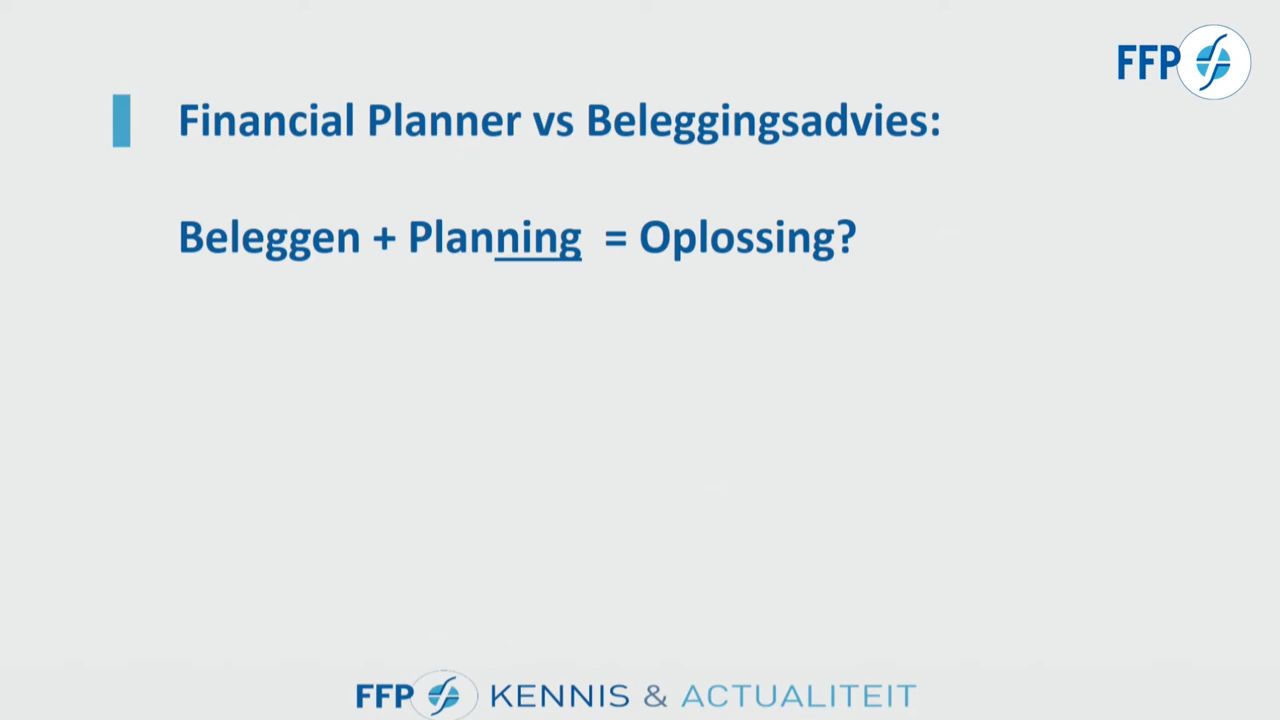 FFP
Financial Planner vs Beleggingsadvies:
Beleggen + Planning = Oplossing?
FFP KENNIS & ACTUALITEIT